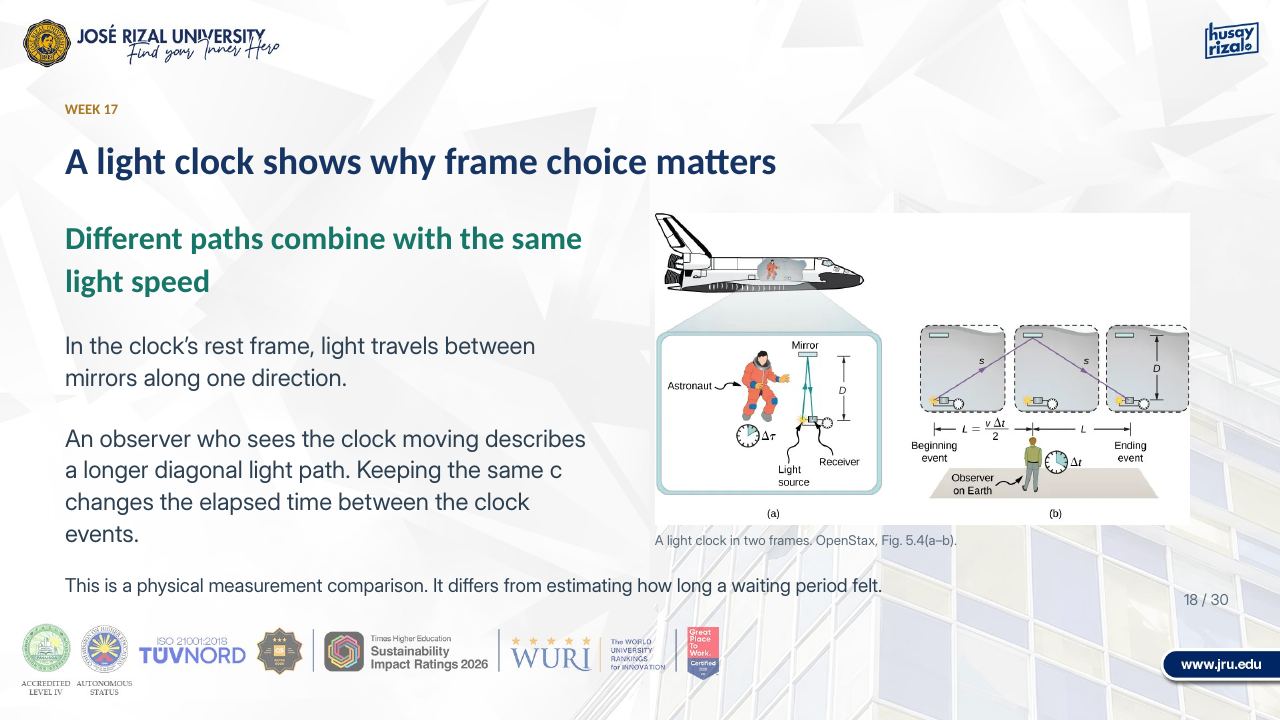 JOSÉ RIZAL UNIVERSITY
Find your Inner Hero
husay
rizal
WEEK 17
A light clock shows why frame choice matters
Different paths combine with the same
light speed
In the clock’s rest frame, light travels between
mirrors along one direction.
An observer who sees the clock moving describes
a longer diagonal light path. Keeping the same c
changes the elapsed time between the clock
events.
Mirror
Astronaut
D
Δτ
Light
source
Receiver
(a)
s
s
D
L = v Δt / 2
L
Beginning
event
Ending
event
Δt
Observer
on Earth
(b)
A light clock in two frames. OpenStax, Fig. 5.4(a–b).
This is a physical measurement comparison. It differs from estimating how long a waiting period felt.
18 / 30
ACCREDITED
LEVEL IV
AUTONOMOUS
STATUS
ISO 21001:2018
TÜVNORD
Times Higher Education
Sustainability
Impact Ratings 2026
WURI
The WORLD
UNIVERSITY
RANKINGS
for INNOVATION
Great
Place
To
Work.
Certified
www.jru.edu